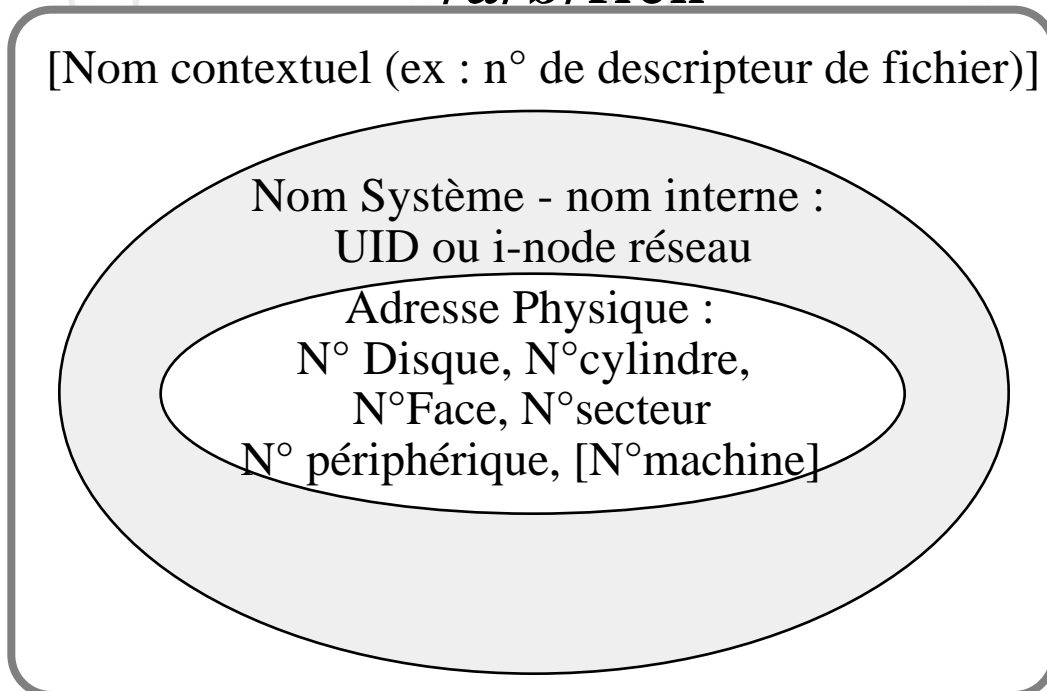 [Nom contextuel (ex : n° de descripteur de fichier)]
Nom Système - nom interne :
UID ou i-node réseau
Adresse Physique :
N° Disque, N°cylindre,
N°Face, N°secteur
N° périphérique, [N°machine]